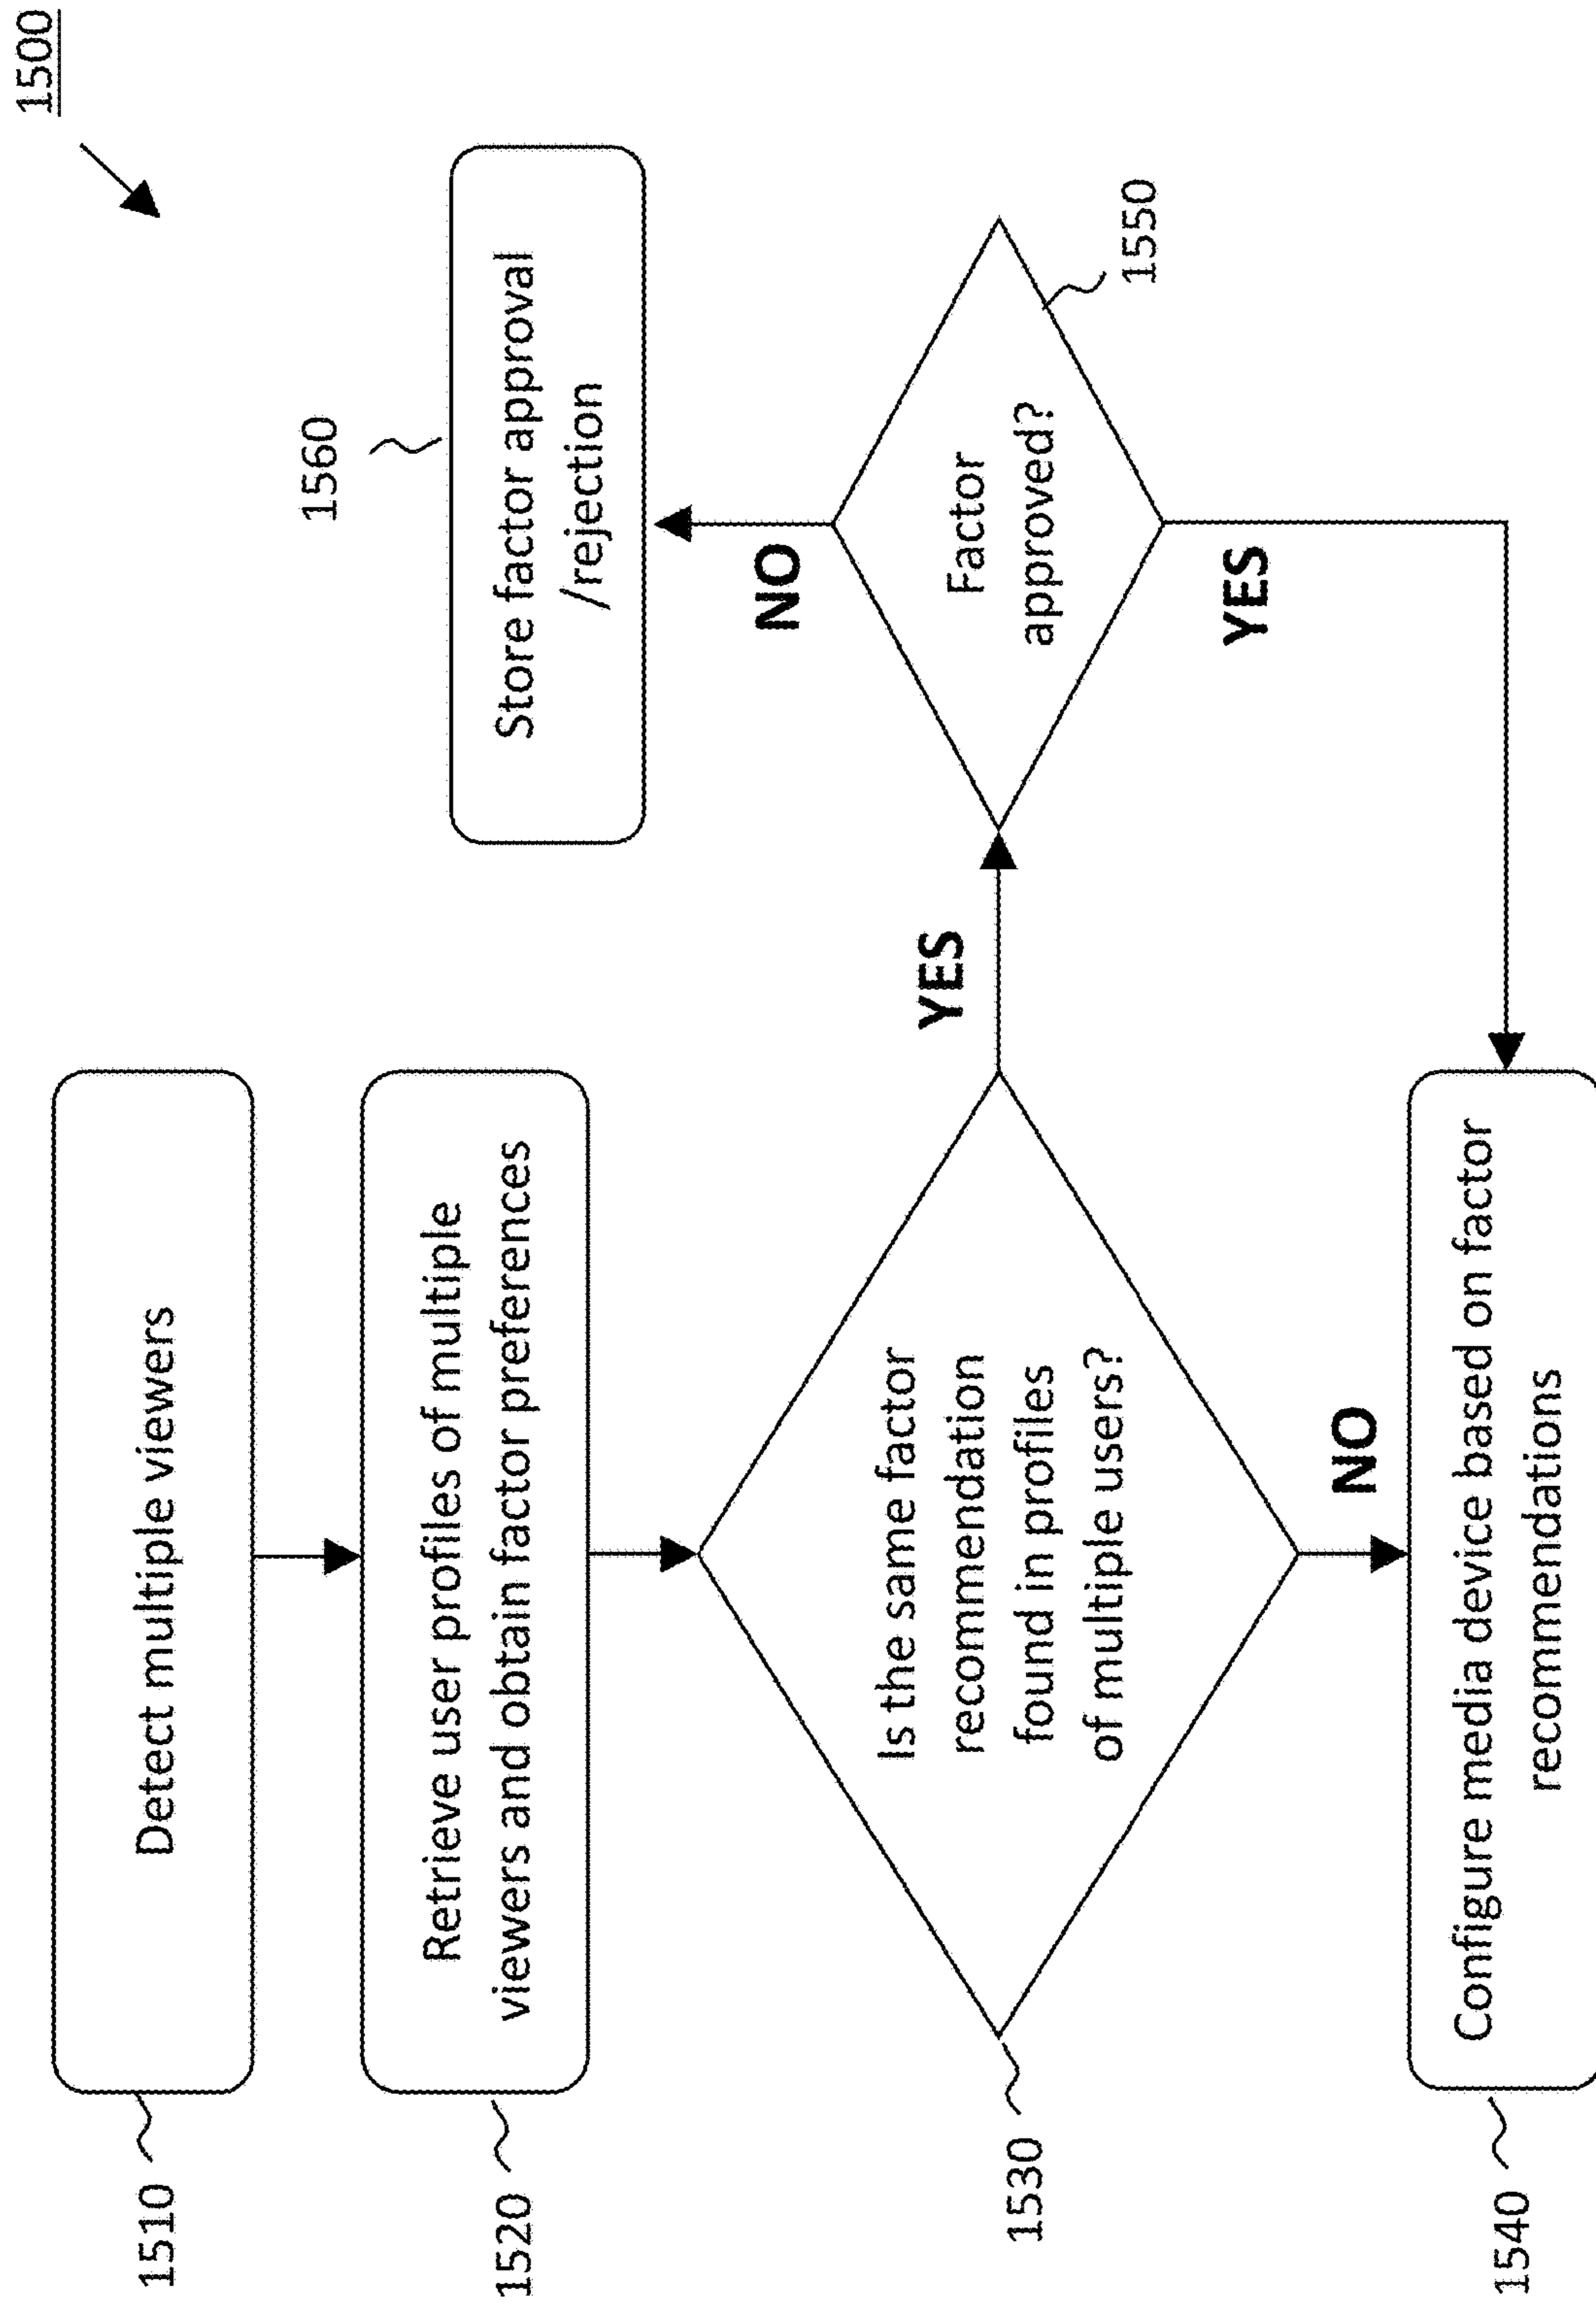 1500
1510
Detect multiple viewers
1520
Retrieve user profiles of multiple
viewers and obtain factor preferences
1530
Is the same factor
recommendation
found in profiles
of multiple users?
YES
NO
1540
Configure media device based on factor
recommendations
1560
Store factor approval
/rejection
NO
Factor
approved?
1550
YES